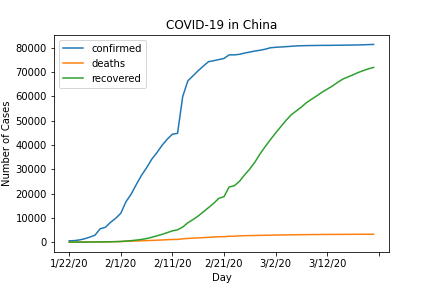 COVID-19 in China
confirmed
deaths
recovered
Number of Cases
80000
70000
60000
50000
40000
30000
20000
10000
0
1/22/20 2/1/20 2/11/20 2/21/20 3/2/20 3/12/20
Day